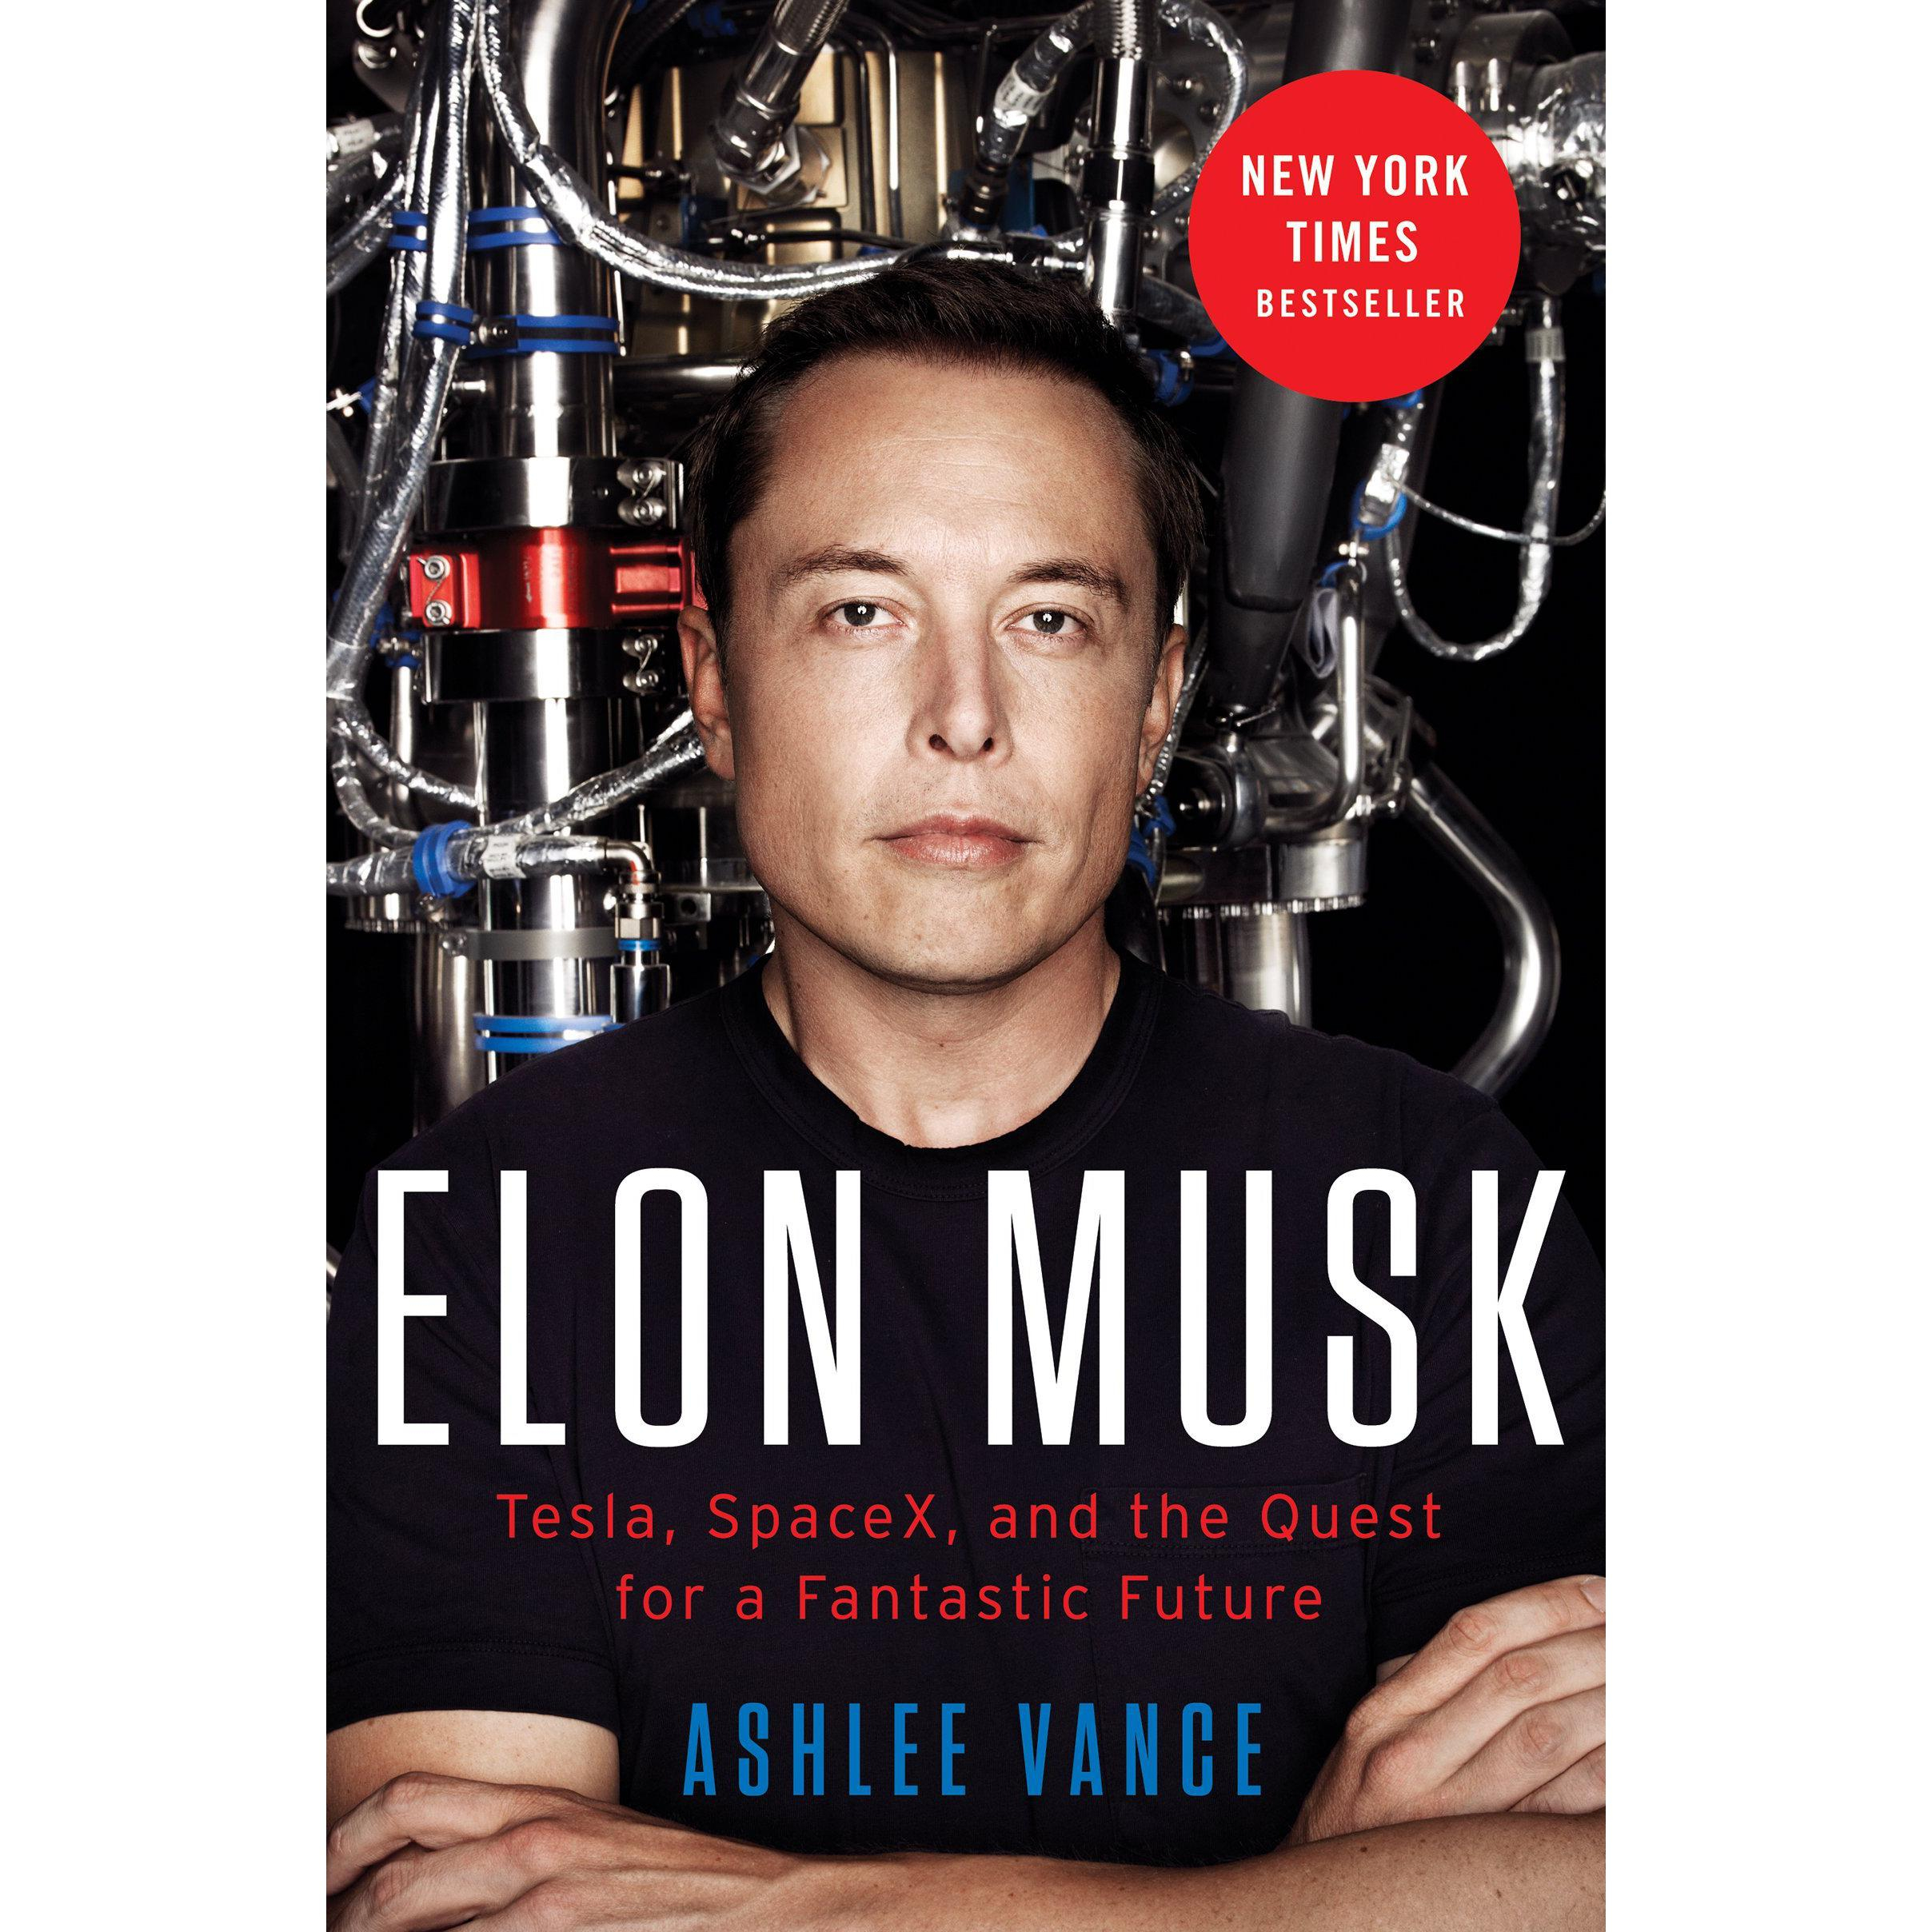 NEW YORK
TIMES
BESTSELLER
ELON MUSK
Tesla, SpaceX, and the Quest
for a Fantastic Future
ASHLEE VANCE